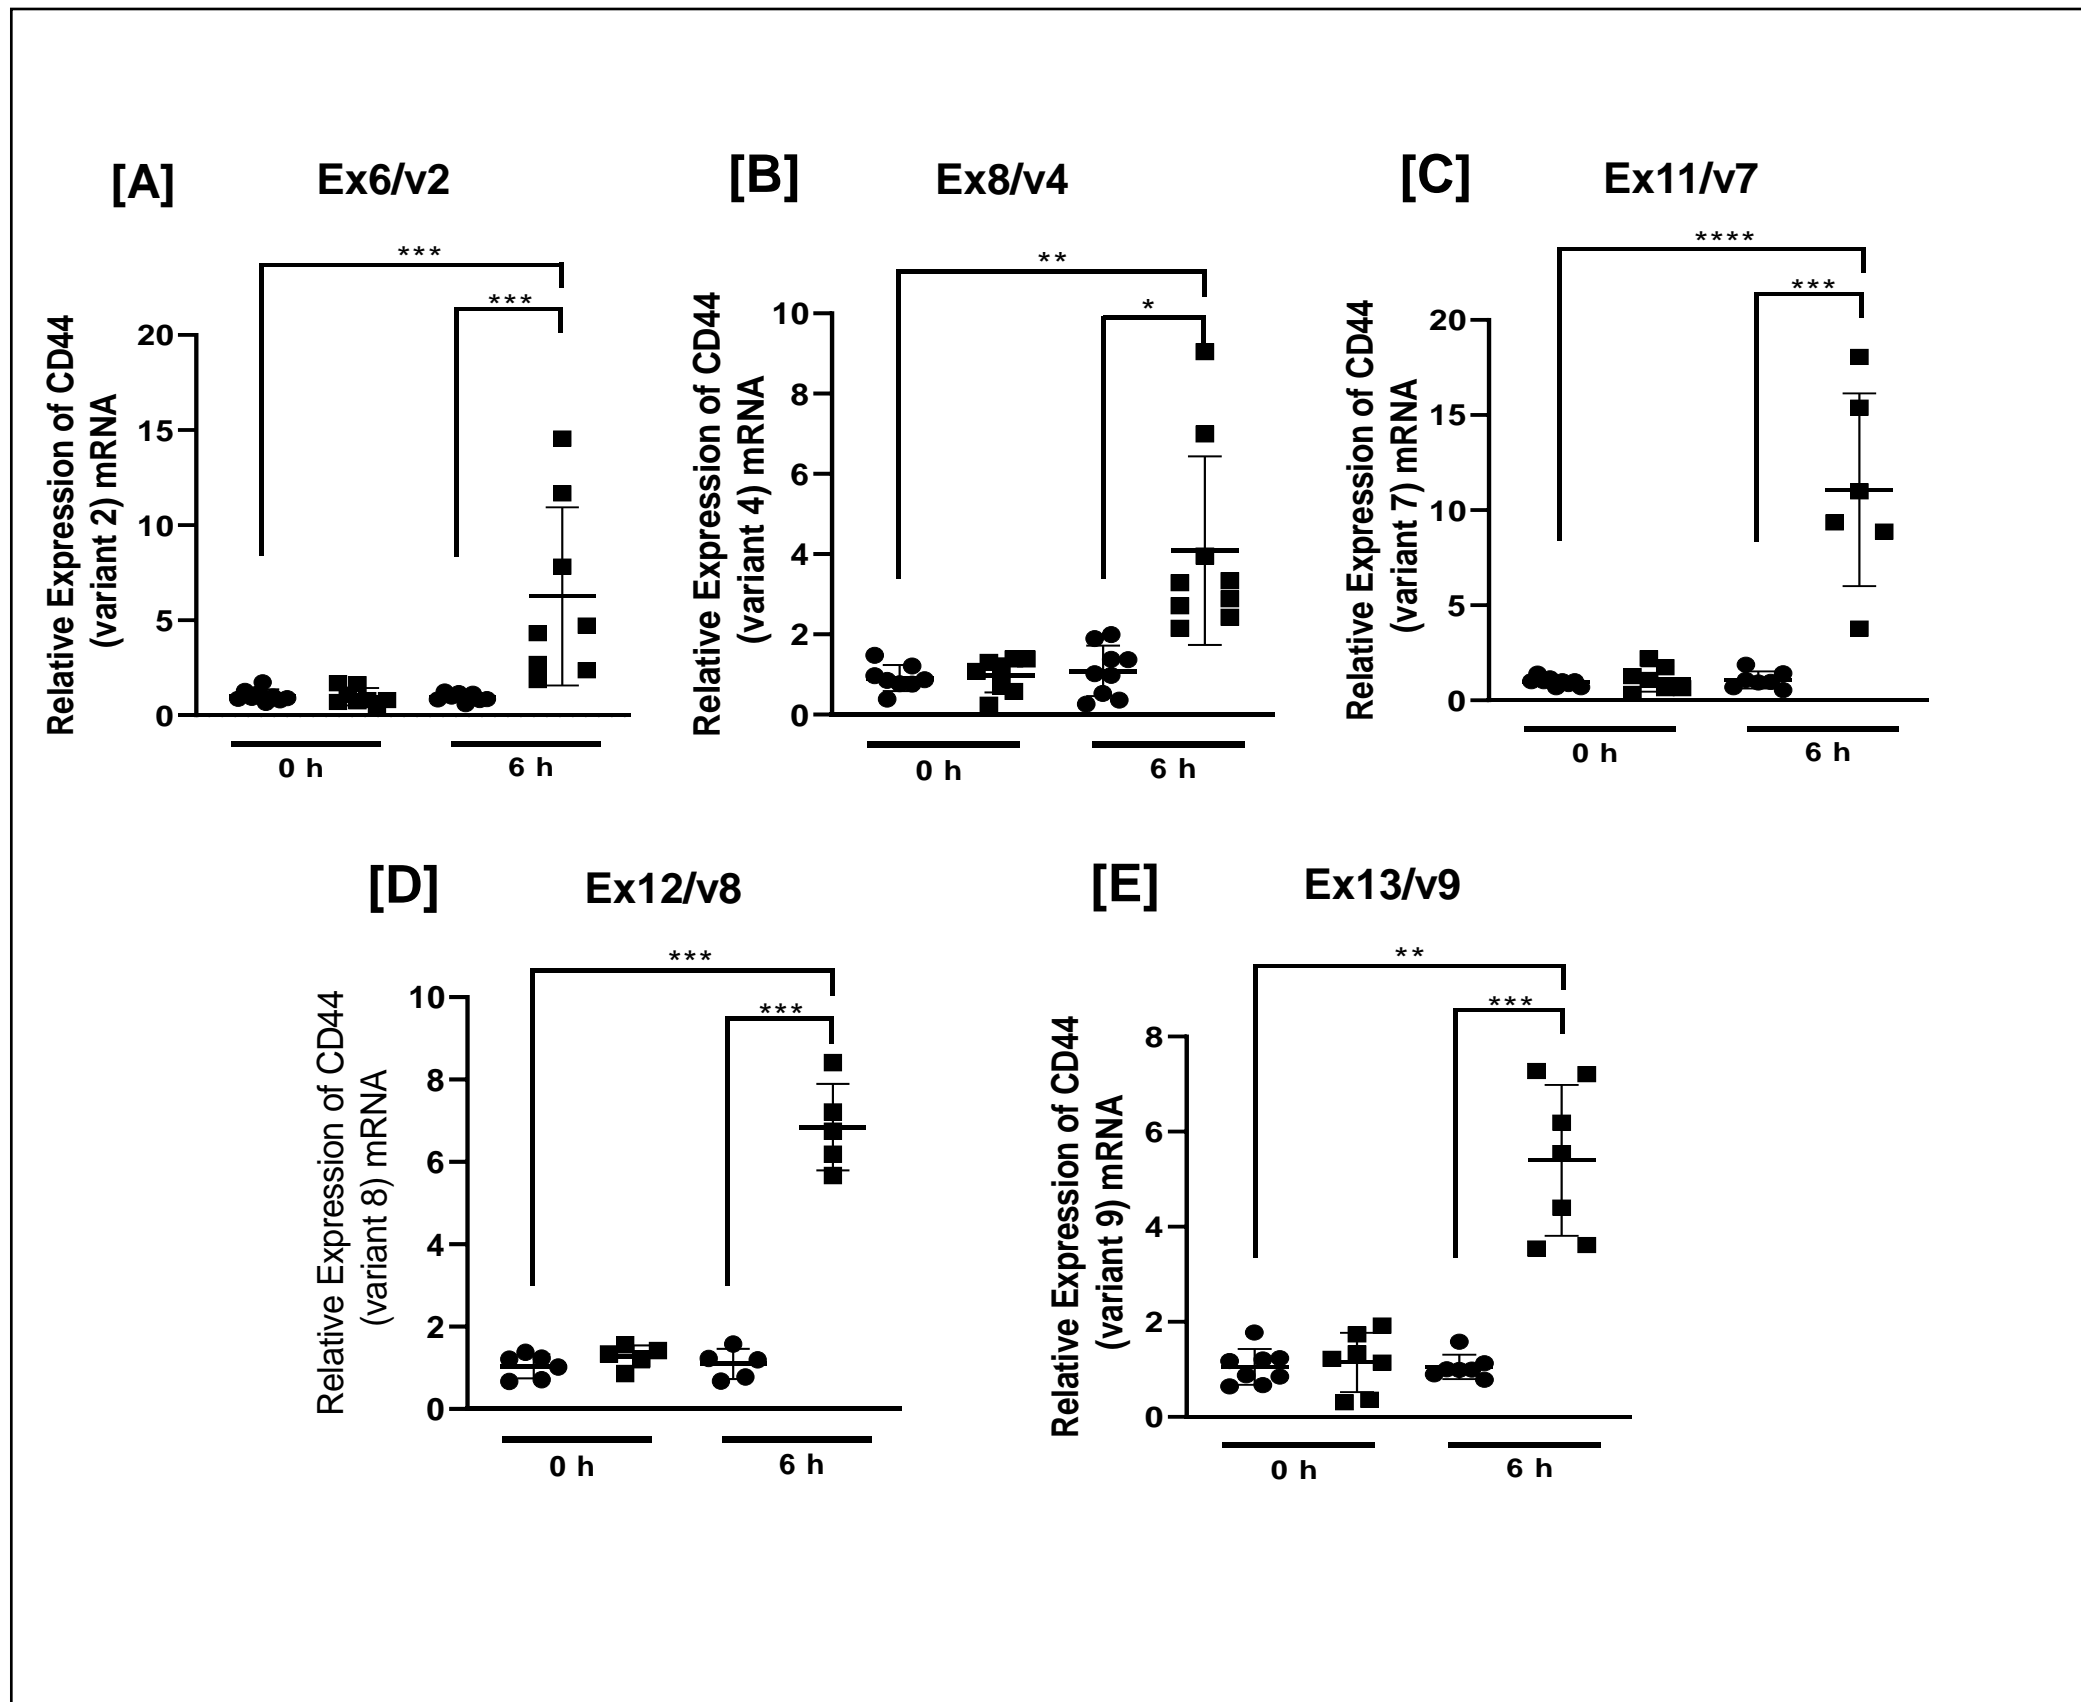 [A]
Ex6/v2
***
***
Relative Expression of CD44
(variant 2) mRNA
20
15
10
5
0
0 h
6 h
[B]
Ex8/v4
**
*
Relative Expression of CD44
(variant 4) mRNA
10
8
6
4
2
0
0 h
6 h
[C]
Ex11/v7
****
***
Relative Expression of CD44
(variant 7) mRNA
20
15
10
5
0
0 h
6 h
[D]
Ex12/v8
***
***
Relative Expression of CD44
(variant 8) mRNA
10
8
6
4
2
0
0 h
6 h
[E]
Ex13/v9
**
***
Relative Expression of CD44
(variant 9) mRNA
8
6
4
2
0
0 h
6 h